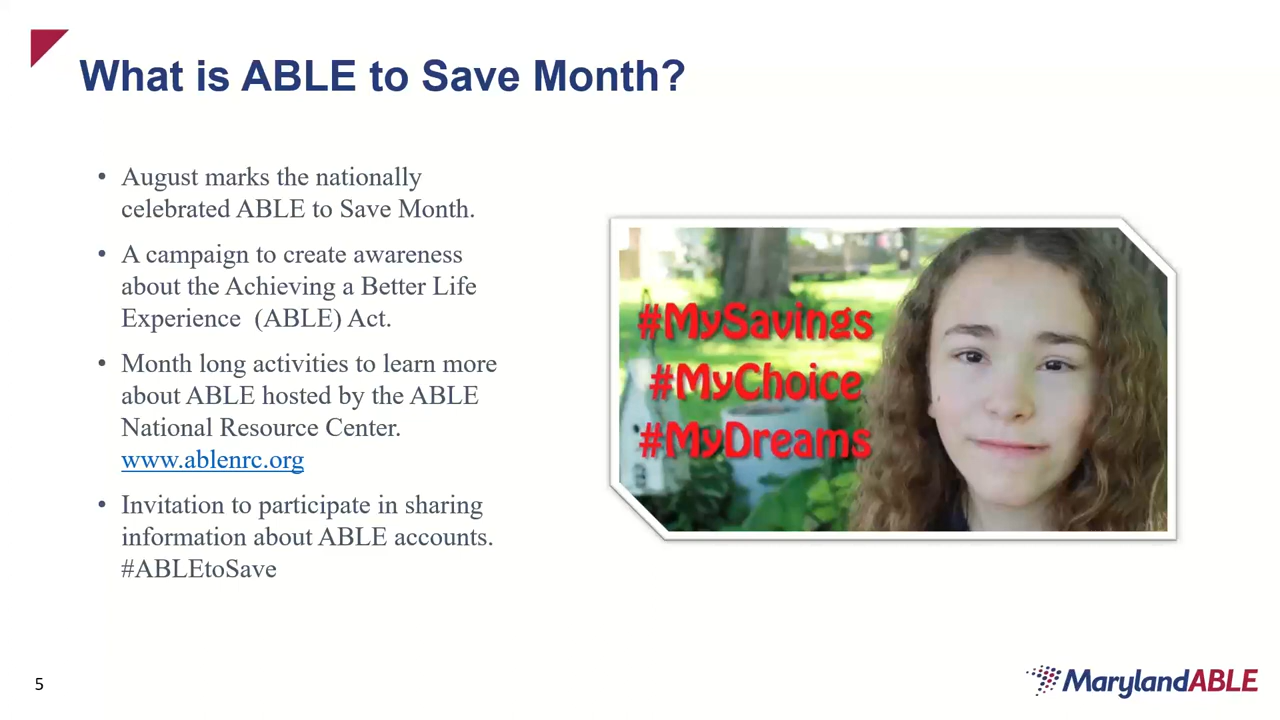 What is ABLE to Save Month?
• August marks the nationally
celebrated ABLE to Save Month.
• A campaign to create awareness
about the Achieving a Better Life
Experience (ABLE) Act.
• Month long activities to learn more
about ABLE hosted by the ABLE
National Resource Center.
www.ablenrc.org
• Invitation to participate in sharing
information about ABLE accounts.
#ABLEtoSave
#MySavings
#MyChoice
#MyDreams
5
MarylandABLE